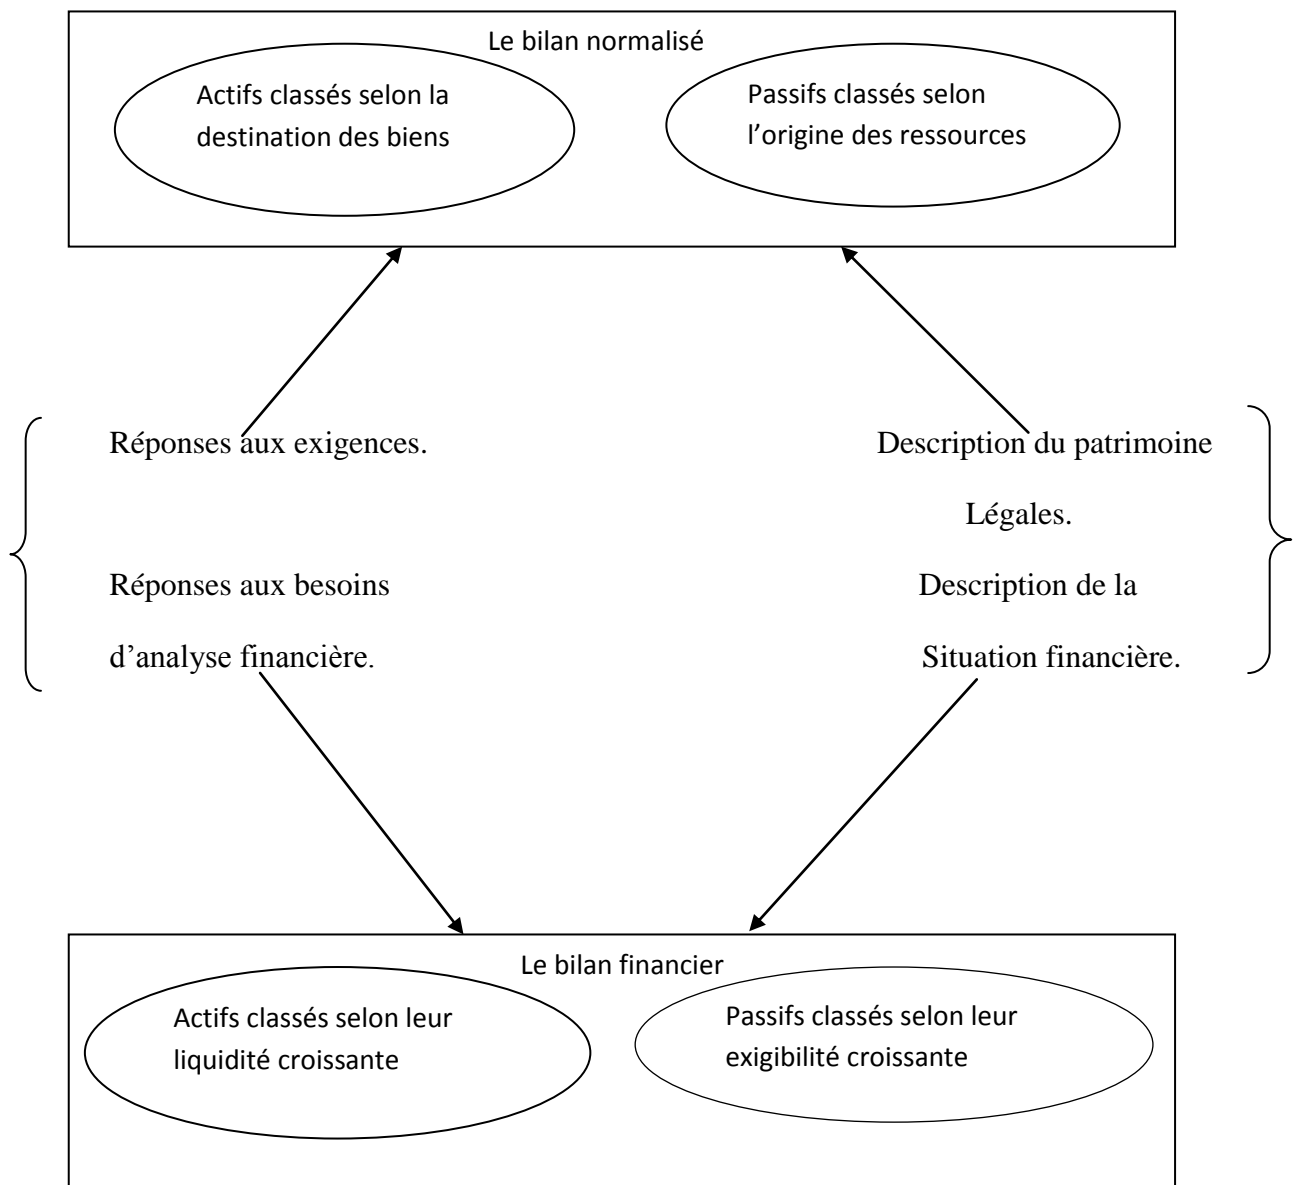 Le bilan normalisé
Actifs classés selon la
destination des biens
Passifs classés selon
l’origine des ressources
Réponses aux exigences.
Description du patrimoine
Légales.
Réponses aux besoins
d’analyse financière.
Description de la
Situation financière.
Le bilan financier
Actifs classés selon leur
liquidité croissante
Passifs classés selon leur
exigibilité croissante